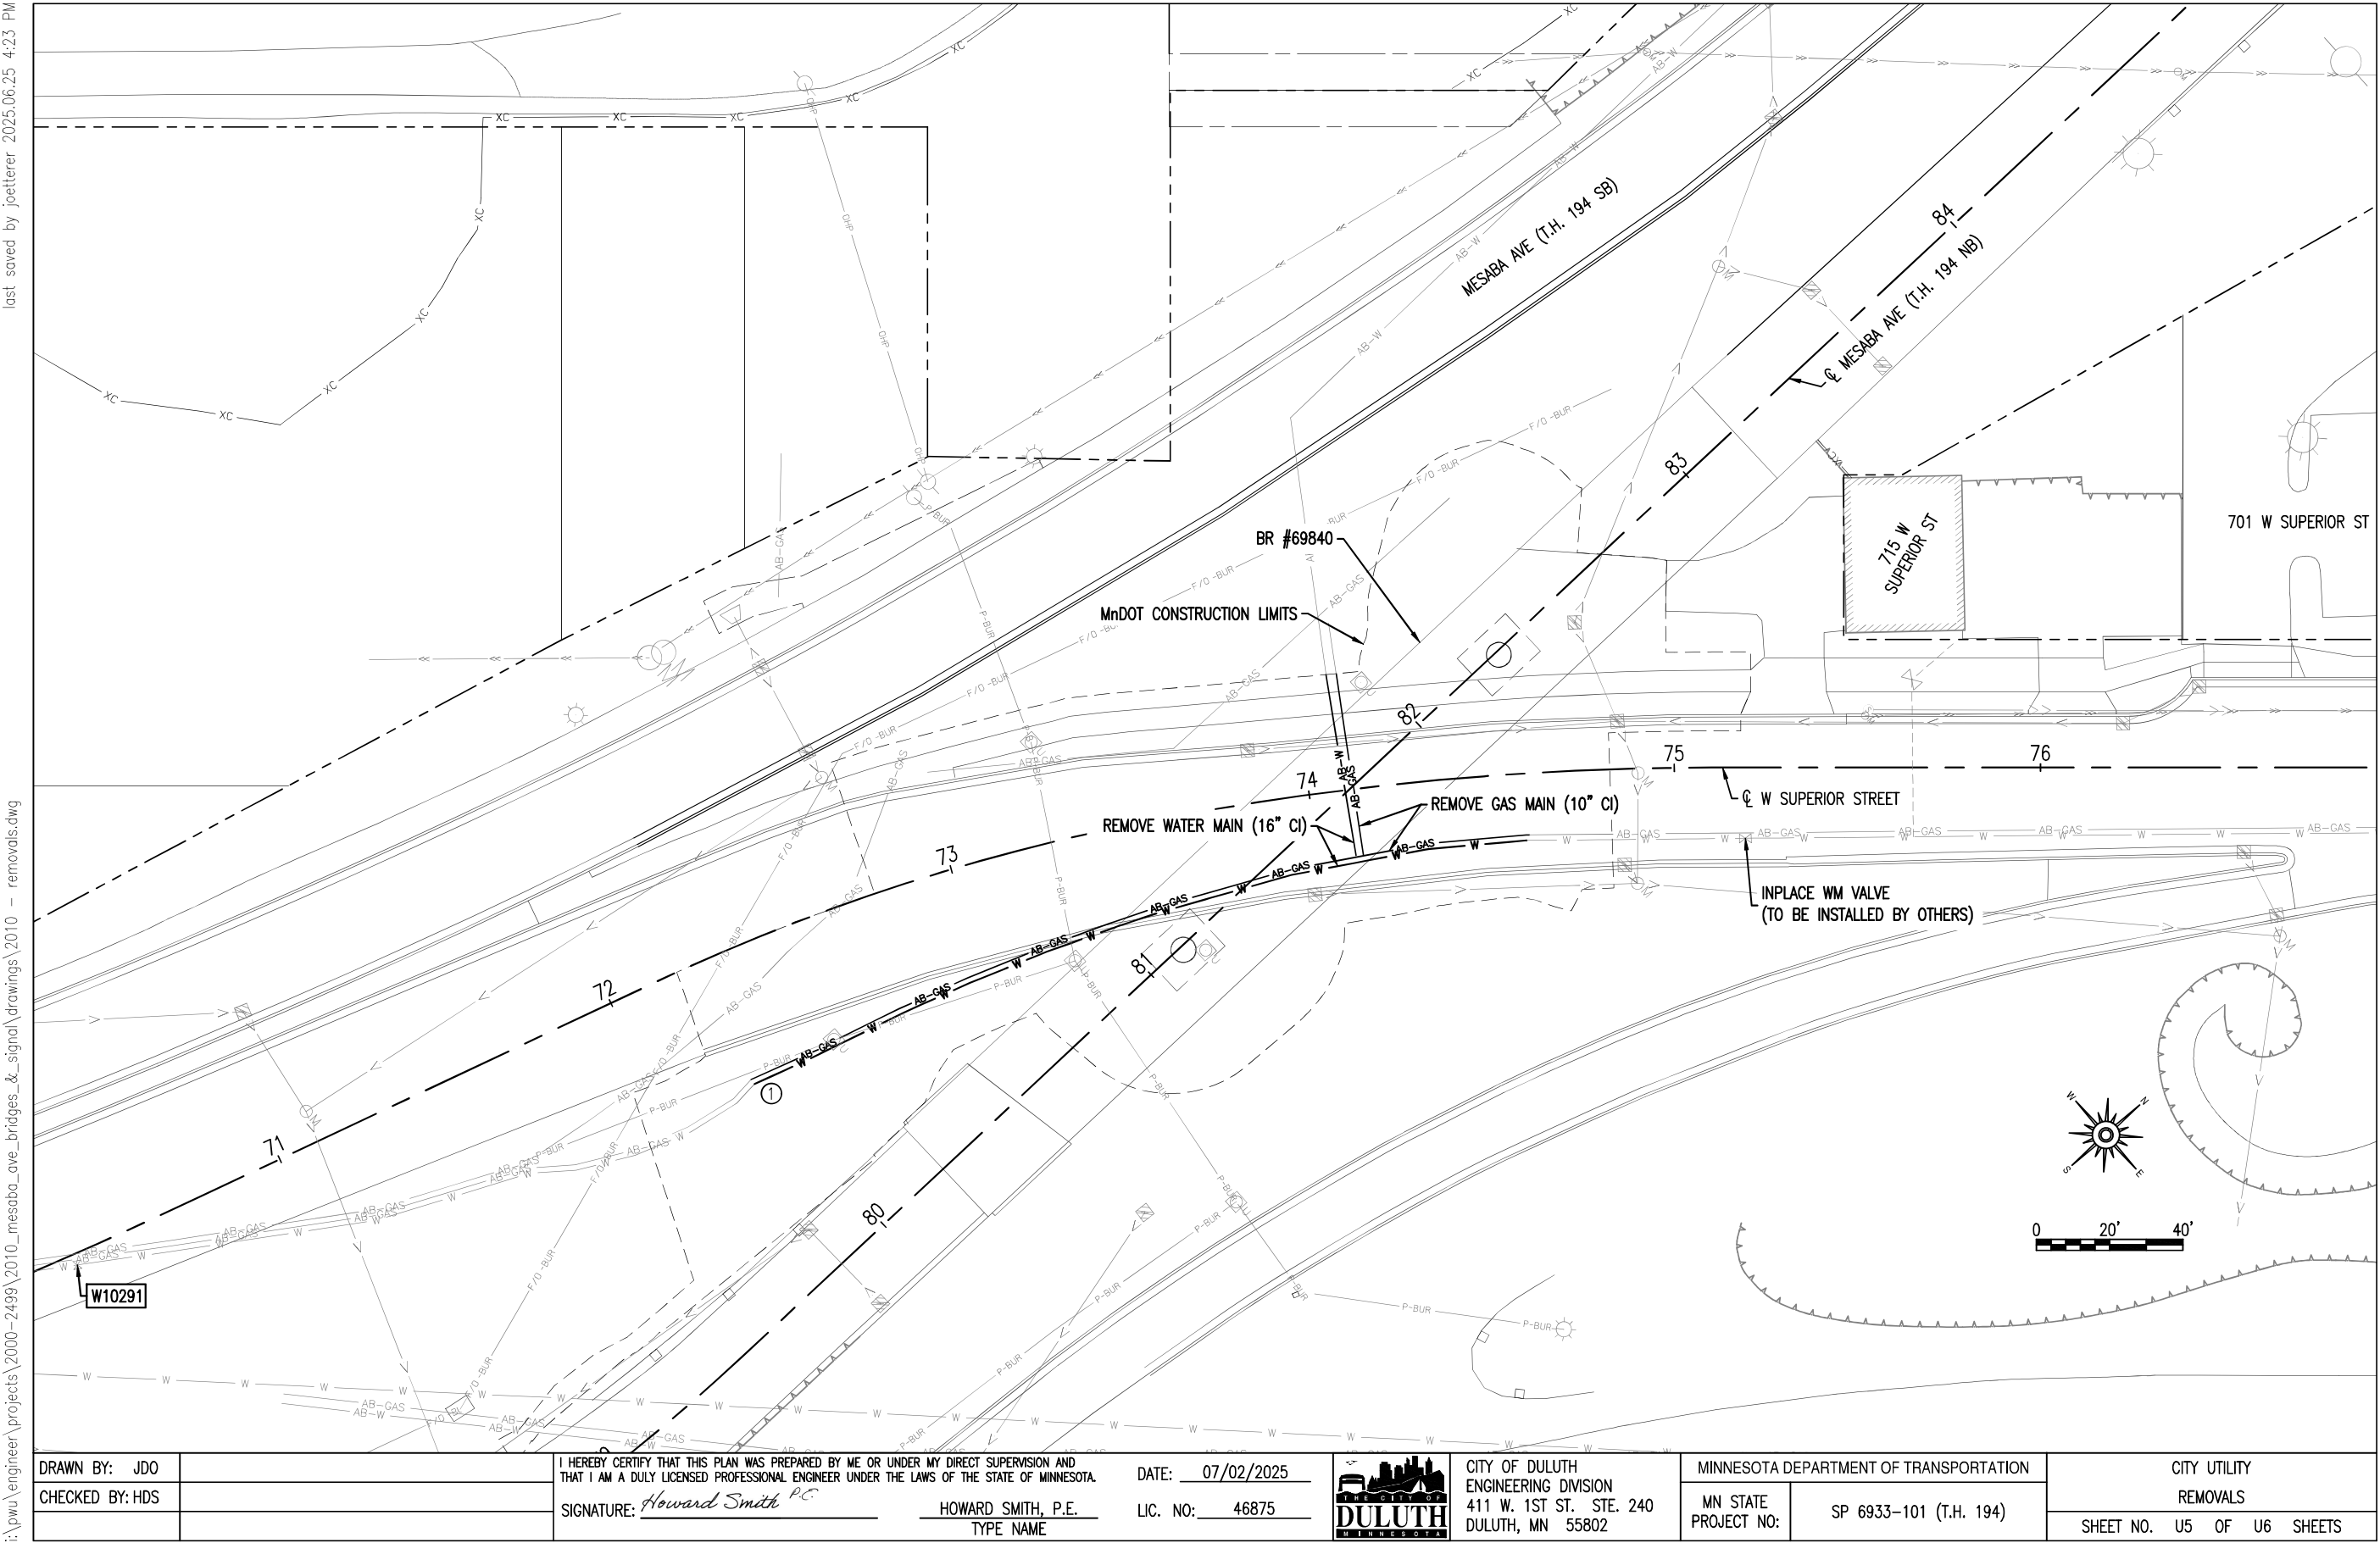 last saved by joetterer 2025.06.25 4:23 PM
i:\pwu\engineer\projects\2000-2499\2010_mesaba_ave_bridges_&_signal\drawings\2010 - removals.dwg
MESABA AVE (T.H. 194 SB)
℄ MESABA AVE (T.H. 194 NB)
84
83
82
81
80
BR #69840
MnDOT CONSTRUCTION LIMITS
715 W
SUPERIOR ST
701 W SUPERIOR ST
71
72
73
74
75
76
℄ W SUPERIOR STREET
REMOVE GAS MAIN (10" CI)
REMOVE WATER MAIN (16" CI)
INPLACE WM VALVE
(TO BE INSTALLED BY OTHERS)
1
W10291
XC
OHP
AB-W
AB-GAS
F/O-BUR
P-BUR
W
N
E
S
W
0 20' 40'
DRAWN BY: JDO
CHECKED BY: HDS
I HEREBY CERTIFY THAT THIS PLAN WAS PREPARED BY ME OR UNDER MY DIRECT SUPERVISION AND
THAT I AM A DULY LICENSED PROFESSIONAL ENGINEER UNDER THE LAWS OF THE STATE OF MINNESOTA.
SIGNATURE: Howard Smith P.E.
HOWARD SMITH, P.E.
TYPE NAME
DATE: 07/02/2025
LIC. NO: 46875
THE CITY OF
DULUTH
MINNESOTA
CITY OF DULUTH
ENGINEERING DIVISION
411 W. 1ST ST. STE. 240
DULUTH, MN 55802
MINNESOTA DEPARTMENT OF TRANSPORTATION
MN STATE
PROJECT NO:
SP 6933-101 (T.H. 194)
CITY UTILITY
REMOVALS
SHEET NO. U5 OF U6 SHEETS